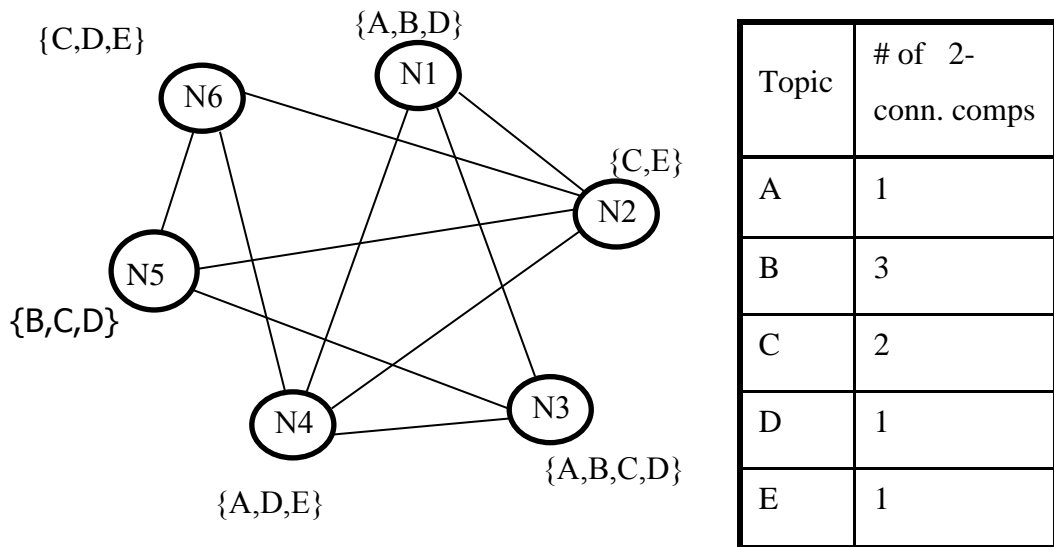 {A,B,D}
{C,D,E}
N1
N6
{C,E}
N2
N5
{B,C,D}
N3
N4
{A,B,C,D}
{A,D,E}
Topic
# of 2-
conn. comps
A 1
B 3
C 2
D 1
E 1